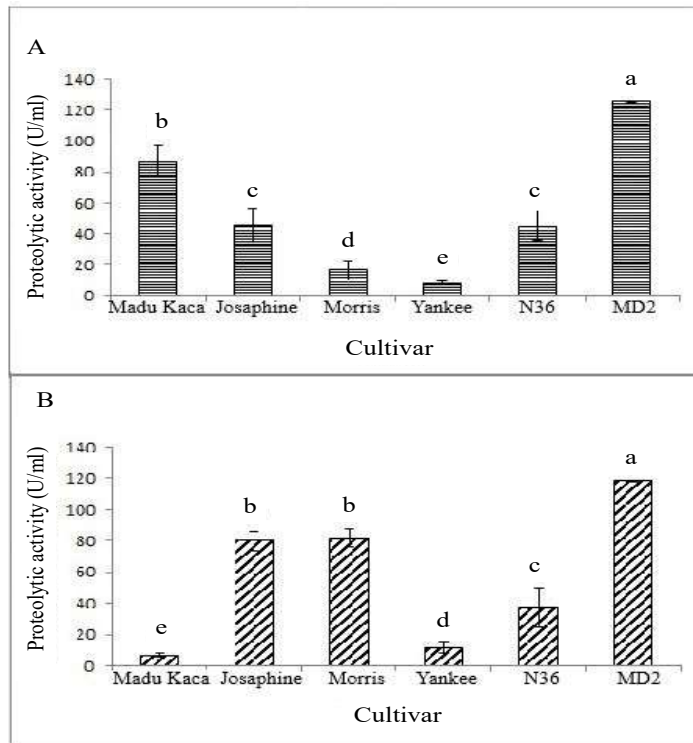 A
Proteolytic activity (U/ml)
140
120
100
80
60
40
20
0
b
c
d
e
c
a
Madu Kaca Josaphine Morris Yankee N36 MD2
Cultivar
B
Proteolytic activity (U/ml)
140
120
100
80
60
40
20
0
e
b
b
d
c
a
Madu Kaca Josaphine Morris Yankee N36 MD2
Cultivar